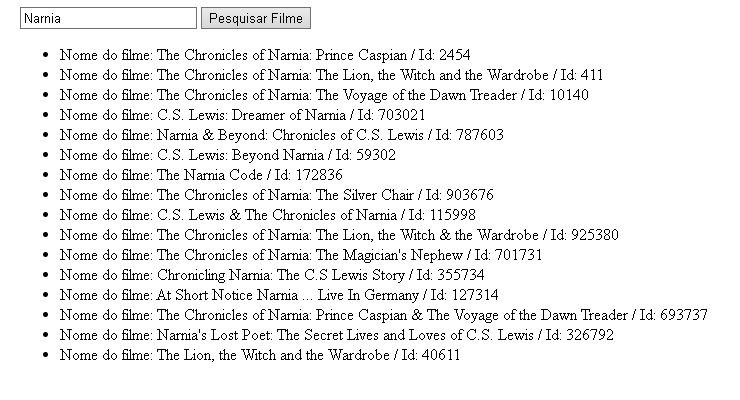 Narnia Pesquisar Filme
• Nome do filme: The Chronicles of Narnia: Prince Caspian / Id: 2454
• Nome do filme: The Chronicles of Narnia: The Lion, the Witch and the Wardrobe / Id: 411
• Nome do filme: The Chronicles of Narnia: The Voyage of the Dawn Treader / Id: 10140
• Nome do filme: C.S. Lewis: Dreamer of Narnia / Id: 703021
• Nome do filme: Narnia & Beyond: Chronicles of C.S. Lewis / Id: 787603
• Nome do filme: C.S. Lewis: Beyond Narnia / Id: 59302
• Nome do filme: The Narnia Code / Id: 172836
• Nome do filme: The Chronicles of Narnia: The Silver Chair / Id: 903676
• Nome do filme: C.S. Lewis & The Chronicles of Narnia / Id: 115998
• Nome do filme: The Chronicles of Narnia: The Lion, the Witch & the Wardrobe / Id: 925380
• Nome do filme: The Chronicles of Narnia: The Magician's Nephew / Id: 701731
• Nome do filme: Chronicling Narnia: The C.S Lewis Story / Id: 355734
• Nome do filme: At Short Notice Narnia ... Live In Germany / Id: 127314
• Nome do filme: The Chronicles of Narnia: Prince Caspian & The Voyage of the Dawn Treader / Id: 693737
• Nome do filme: Narnia's Lost Poet: The Secret Lives and Loves of C.S. Lewis / Id: 326792
• Nome do filme: The Lion, the Witch and the Wardrobe / Id: 40611